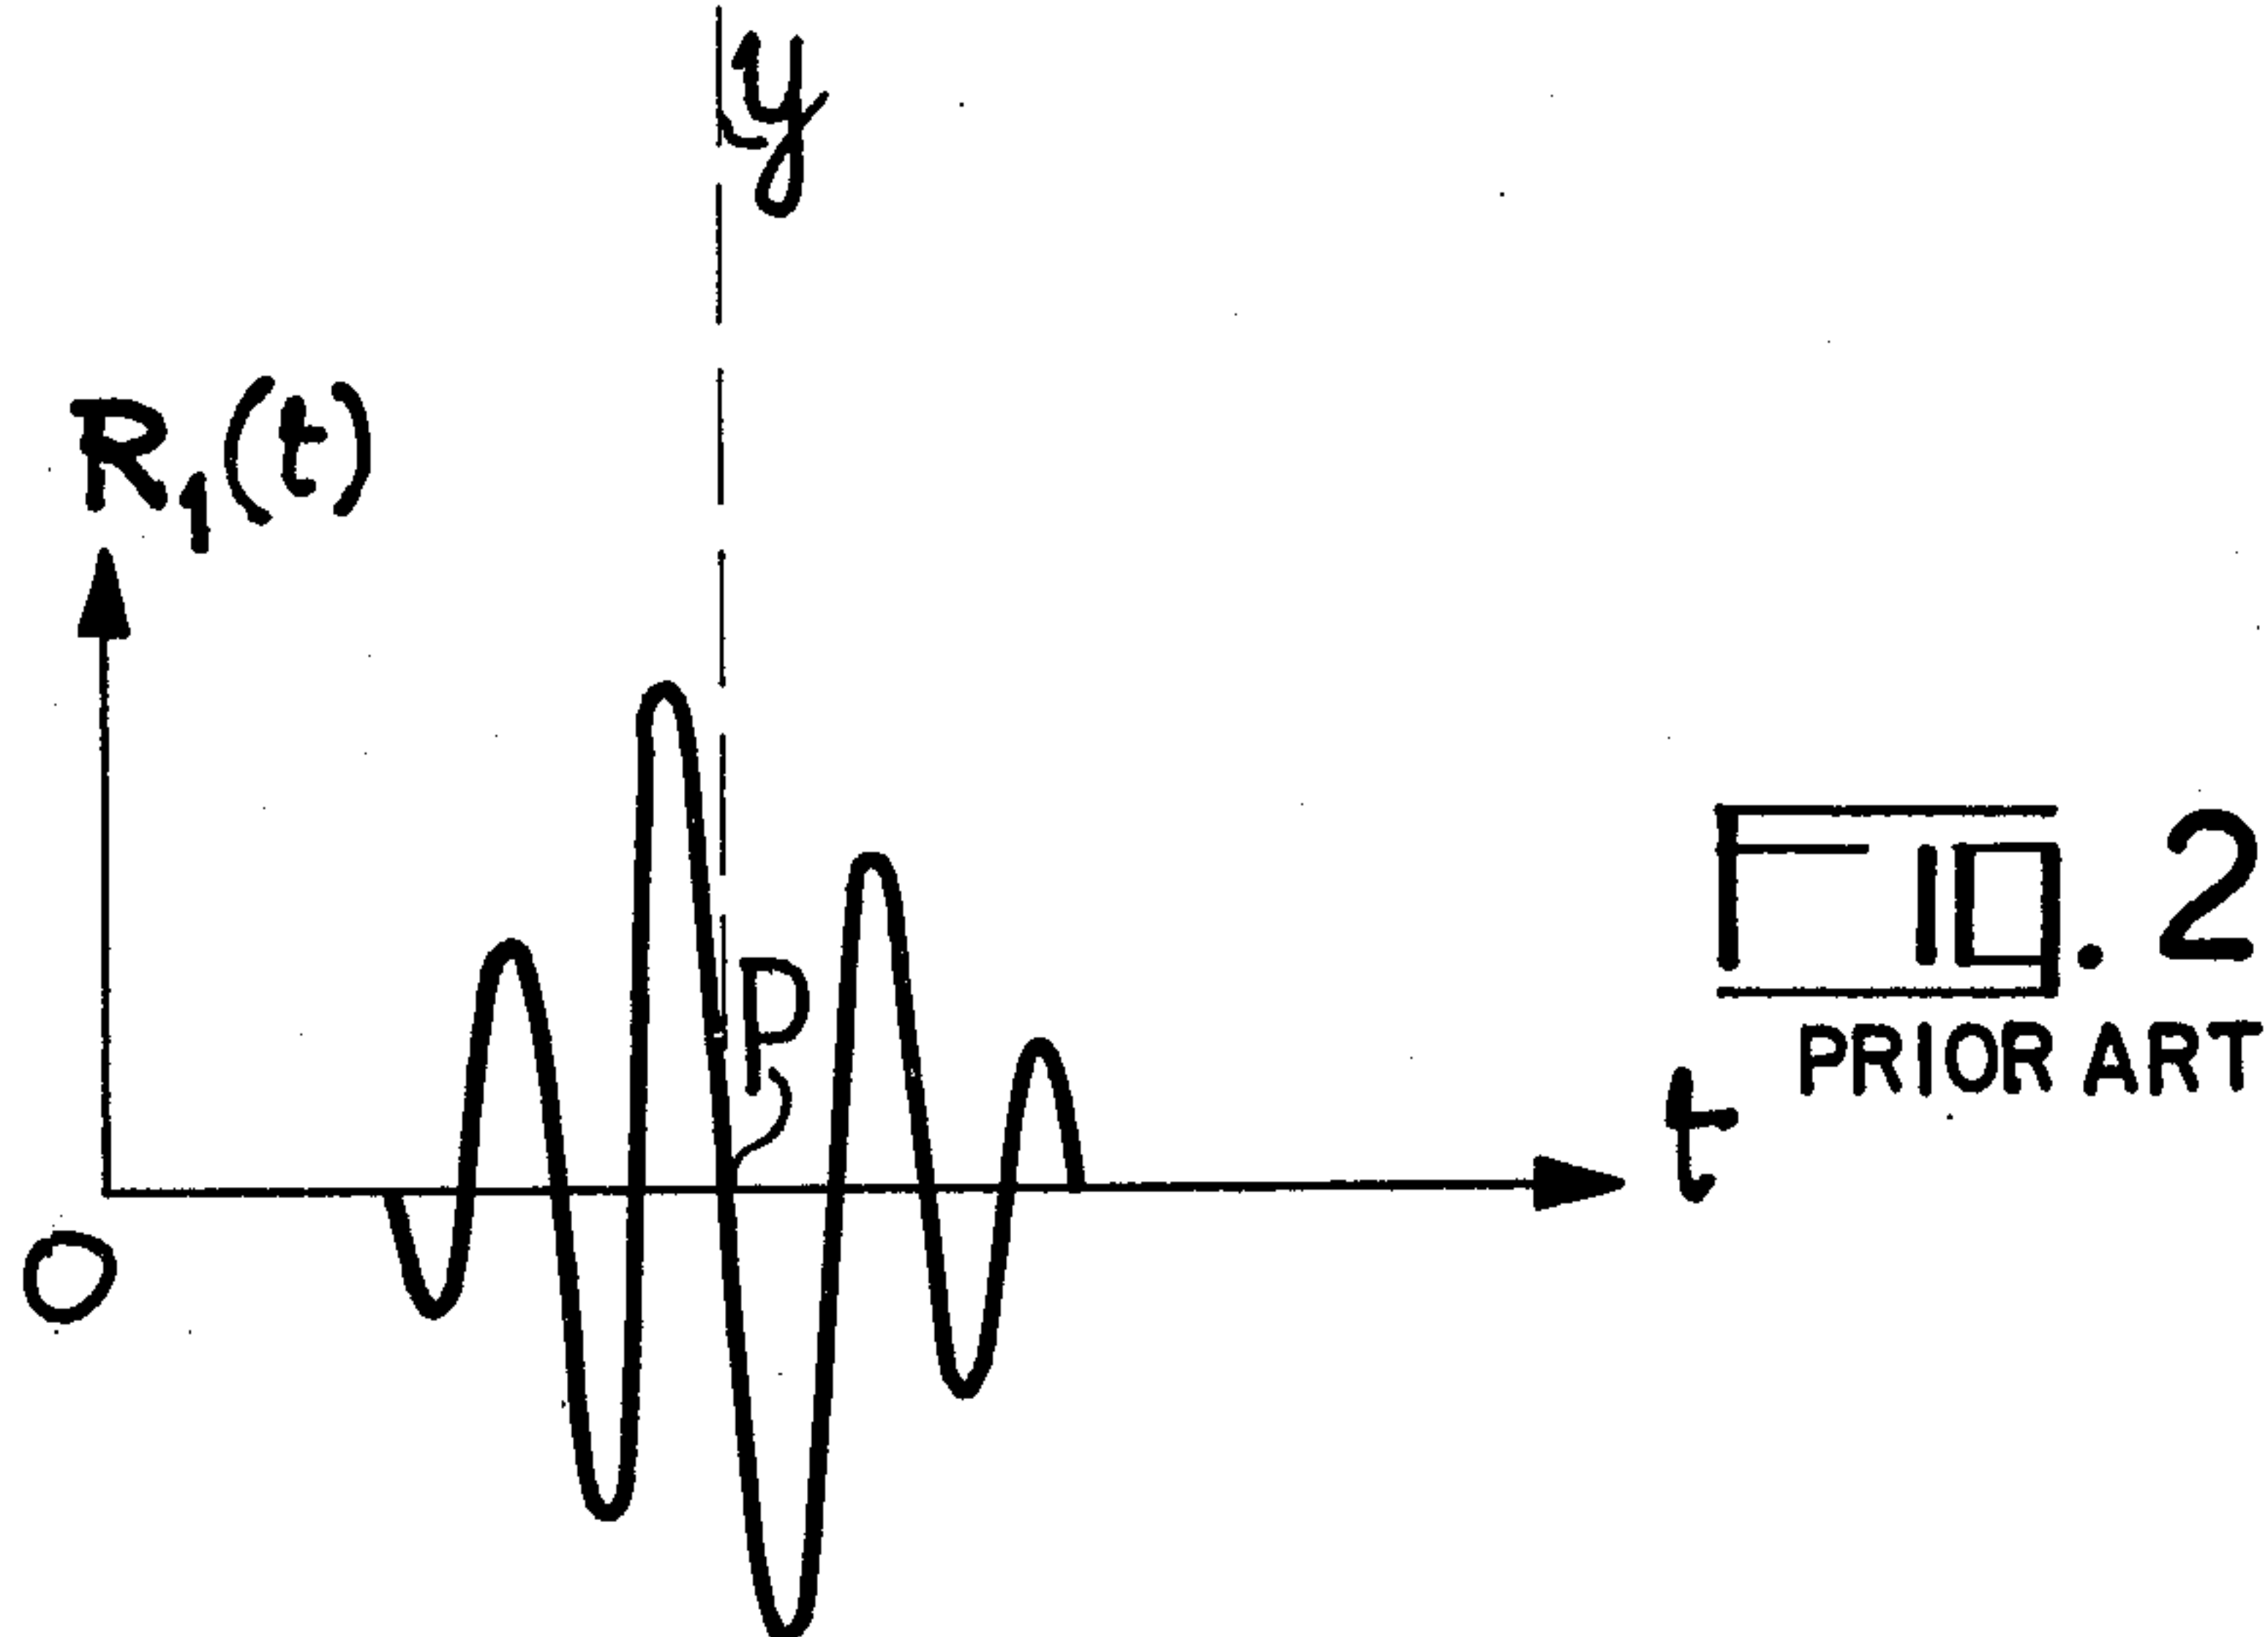 y
R₁(t)
P
FIG. 2
PRIOR ART
t
O